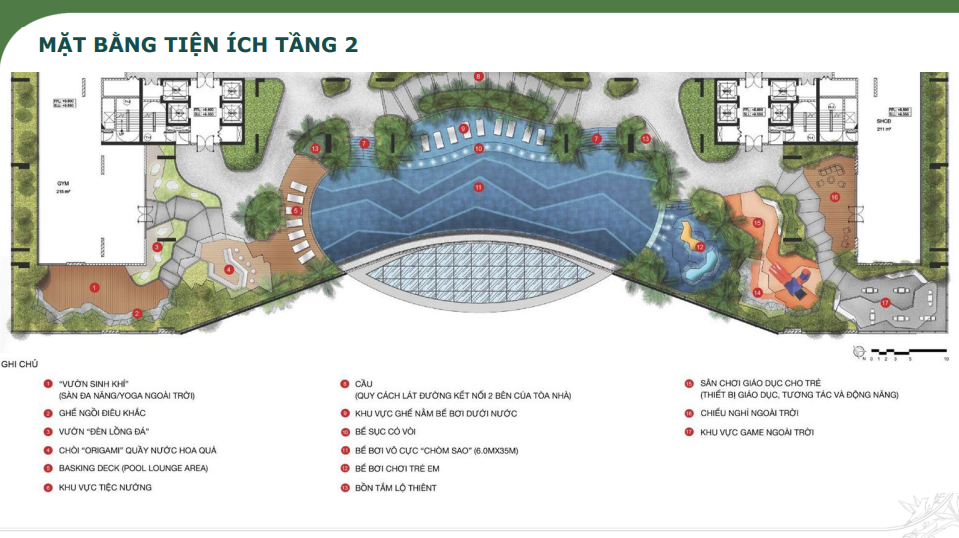 MẶT BẰNG TIỆN ÍCH TẦNG 2
8
9
10
7
7
13
13
11
GYM
219 m²
SHCĐ
211 m²
16
15
5
3
12
4
1
2
14
17
N
0 1 2 3 5 10
GHI CHÚ
1 "VƯỜN SINH KHÍ"
(SÀN ĐA NĂNG/YOGA NGOÀI TRỜI)
2 GHẾ NGỒI ĐIÊU KHẮC
3 VƯỜN "ĐÈN LỒNG ĐÁ"
4 CHÒI "ORIGAMI" QUẦY NƯỚC HOA QUẢ
5 BASKING DECK (POOL LOUNGE AREA)
6 KHU VỰC TIỆC NƯỚNG
8 CẦU
(QUY CÁCH LÁT ĐƯỜNG KẾT NỐI 2 BÊN CỦA TÒA NHÀ)
9 KHU VỰC GHẾ NẰM BỂ BƠI DƯỚI NƯỚC
10 BỂ SỤC CÓ VÒI
11 BỂ BƠI VÔ CỰC "CHÒM SAO" (6.0MX35M)
12 BỂ BƠI CHƠI TRẺ EM
13 BỒN TẮM LỘ THIÊN
15 SÂN CHƠI GIÁO DỤC CHO TRẺ
(THIẾT BỊ GIÁO DỤC, TƯƠNG TÁC VÀ ĐỘNG NĂNG)
16 CHIẾU NGHỈ NGOÀI TRỜI
17 KHU VỰC GAME NGOÀI TRỜI